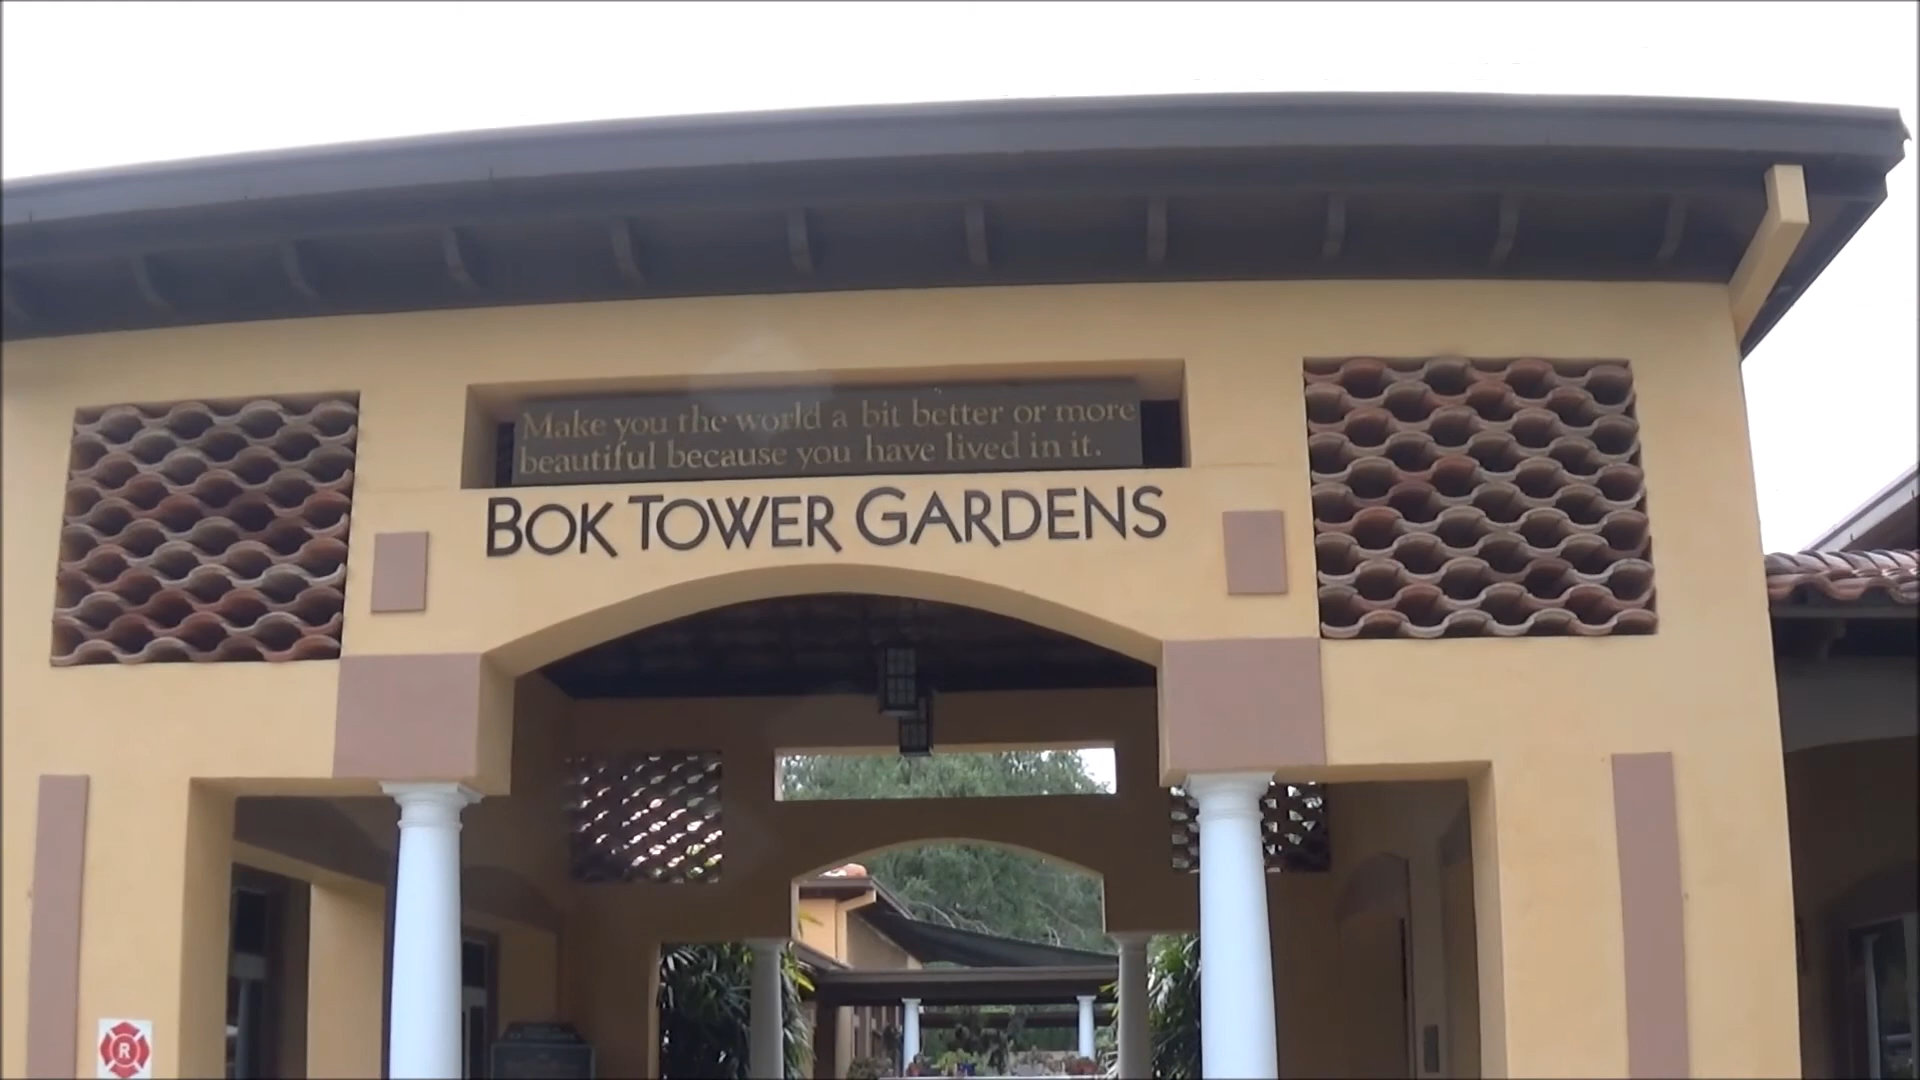 Make you the world a bit better or more
beautiful because you have lived in it.
BOK TOWER GARDENS
R